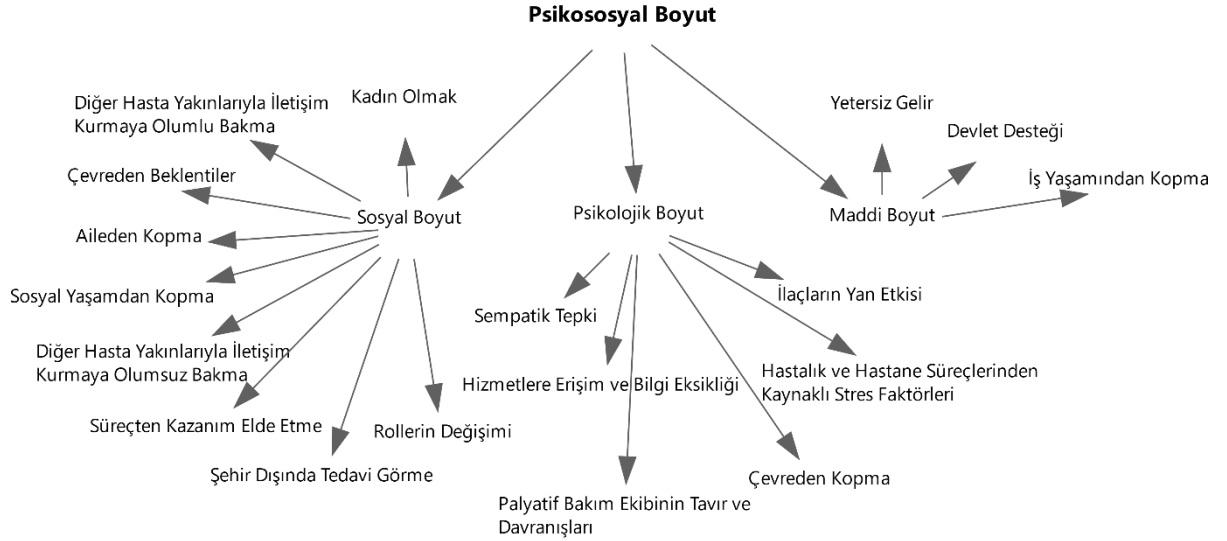 Psikososyal Boyut
Diğer Hasta Yakınlarıyla İletişim
Kurmaya Olumlu Bakma
Kadın Olmak
Yetersiz Gelir
Devlet Desteği
Çevreden Beklentiler
İş Yaşamından Kopma
Sosyal Boyut
Psikolojik Boyut
Maddi Boyut
Aileden Kopma
Sosyal Yaşamdan Kopma
İlaçların Yan Etkisi
Sempatik Tepki
Diğer Hasta Yakınlarıyla İletişim
Kurmaya Olumsuz Bakma
Hizmetlere Erişim ve Bilgi Eksikliği
Hastalık ve Hastane Süreçlerinden
Kaynaklı Stres Faktörleri
Süreçten Kazanım Elde Etme
Rollerin Değişimi
Şehir Dışında Tedavi Görme
Çevreden Kopma
Palyatif Bakım Ekibinin Tavır ve
Davranışları